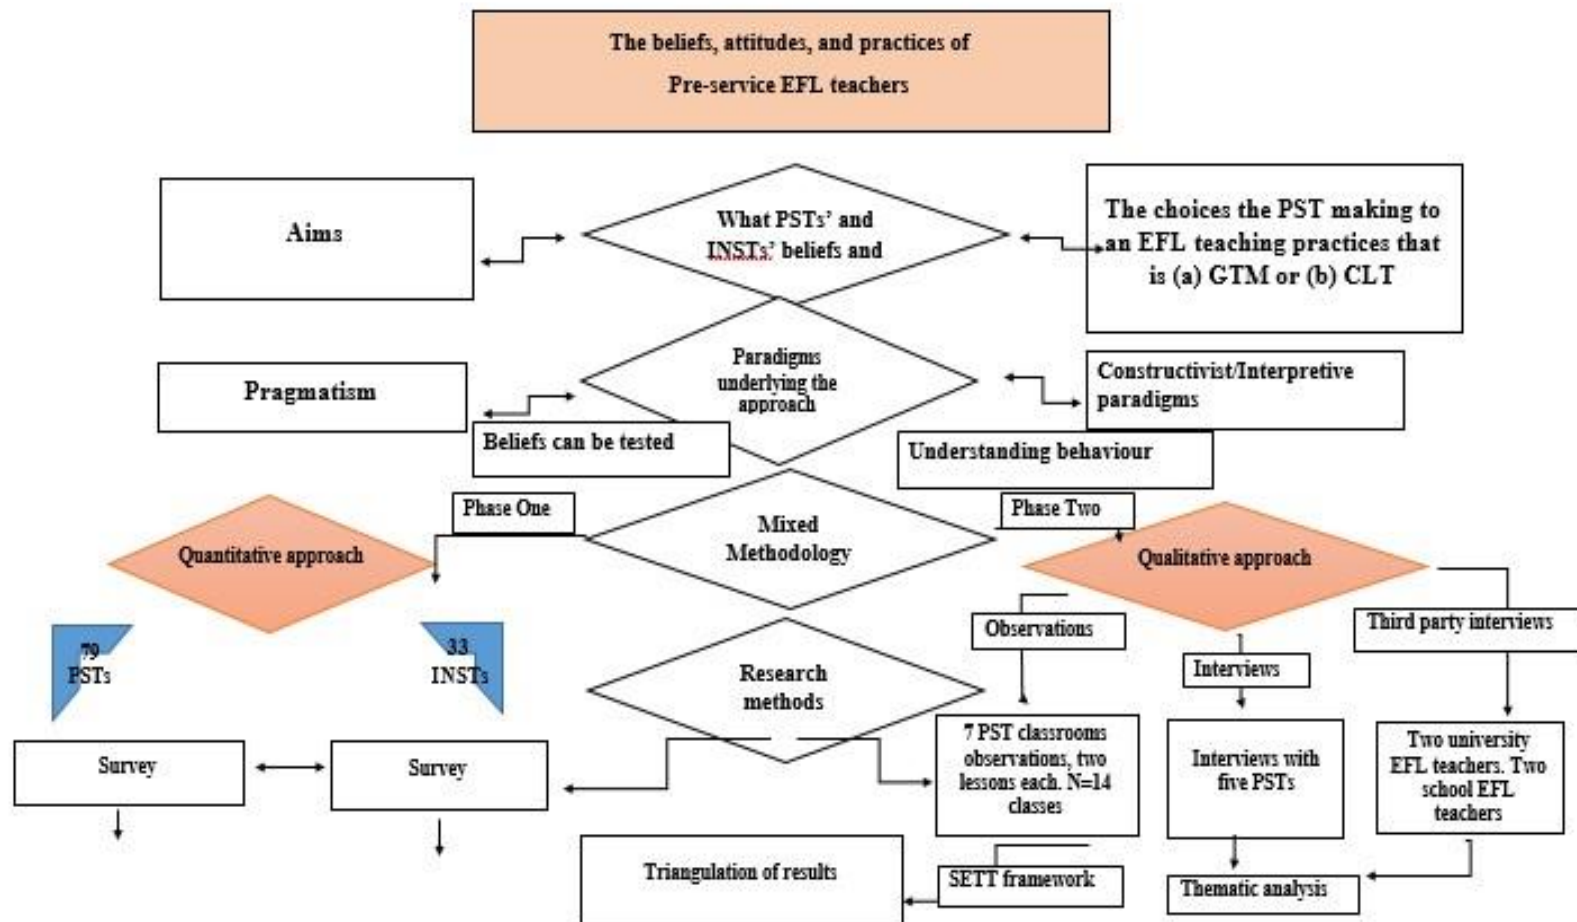 The beliefs, attitudes, and practices of
Pre-service EFL teachers
Aims
What PSTs' and
INSTs' beliefs and
The choices the PST making to
an EFL teaching practices that
is (a) GTM or (b) CLT
Pragmatism
Paradigms
underlying the
approach
Constructivist/Interpretive
paradigms
Beliefs can be tested
Understanding behaviour
Phase One
Mixed
Methodology
Phase Two
Quantitative approach
Qualitative approach
79
PSTs
33
INSTs
Research
methods
Observations
Interviews
Third party interviews
Survey
Survey
7 PST classrooms
observations, two
lessons each. N=14
classes
Interviews with
five PSTs
Two university
EFL teachers. Two
school EFL
teachers
Triangulation of results
SETT framework
Thematic analysis